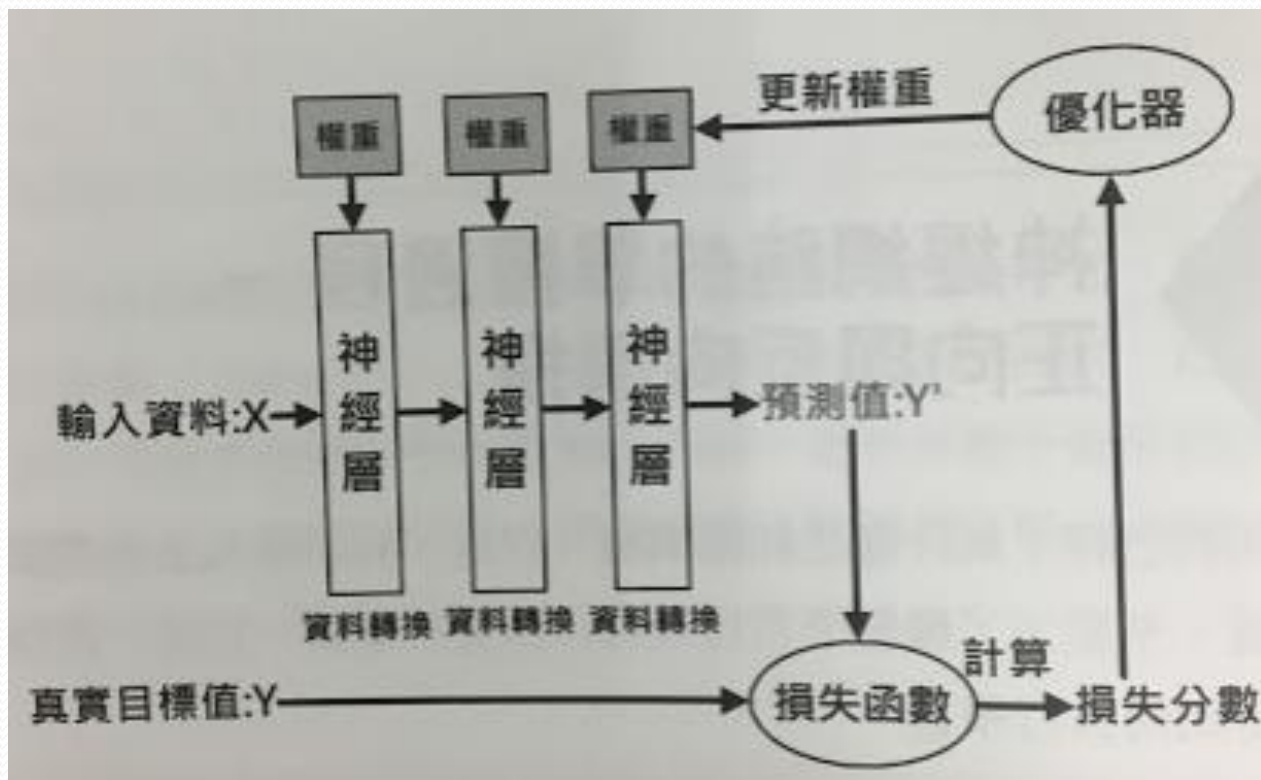 更新權重
優化器
權重
權重
權重
神經層
神經層
神經層
輸入資料:X
預測值:Y'
資料轉換
資料轉換
資料轉換
真實目標值:Y
損失函數
計算
損失分數